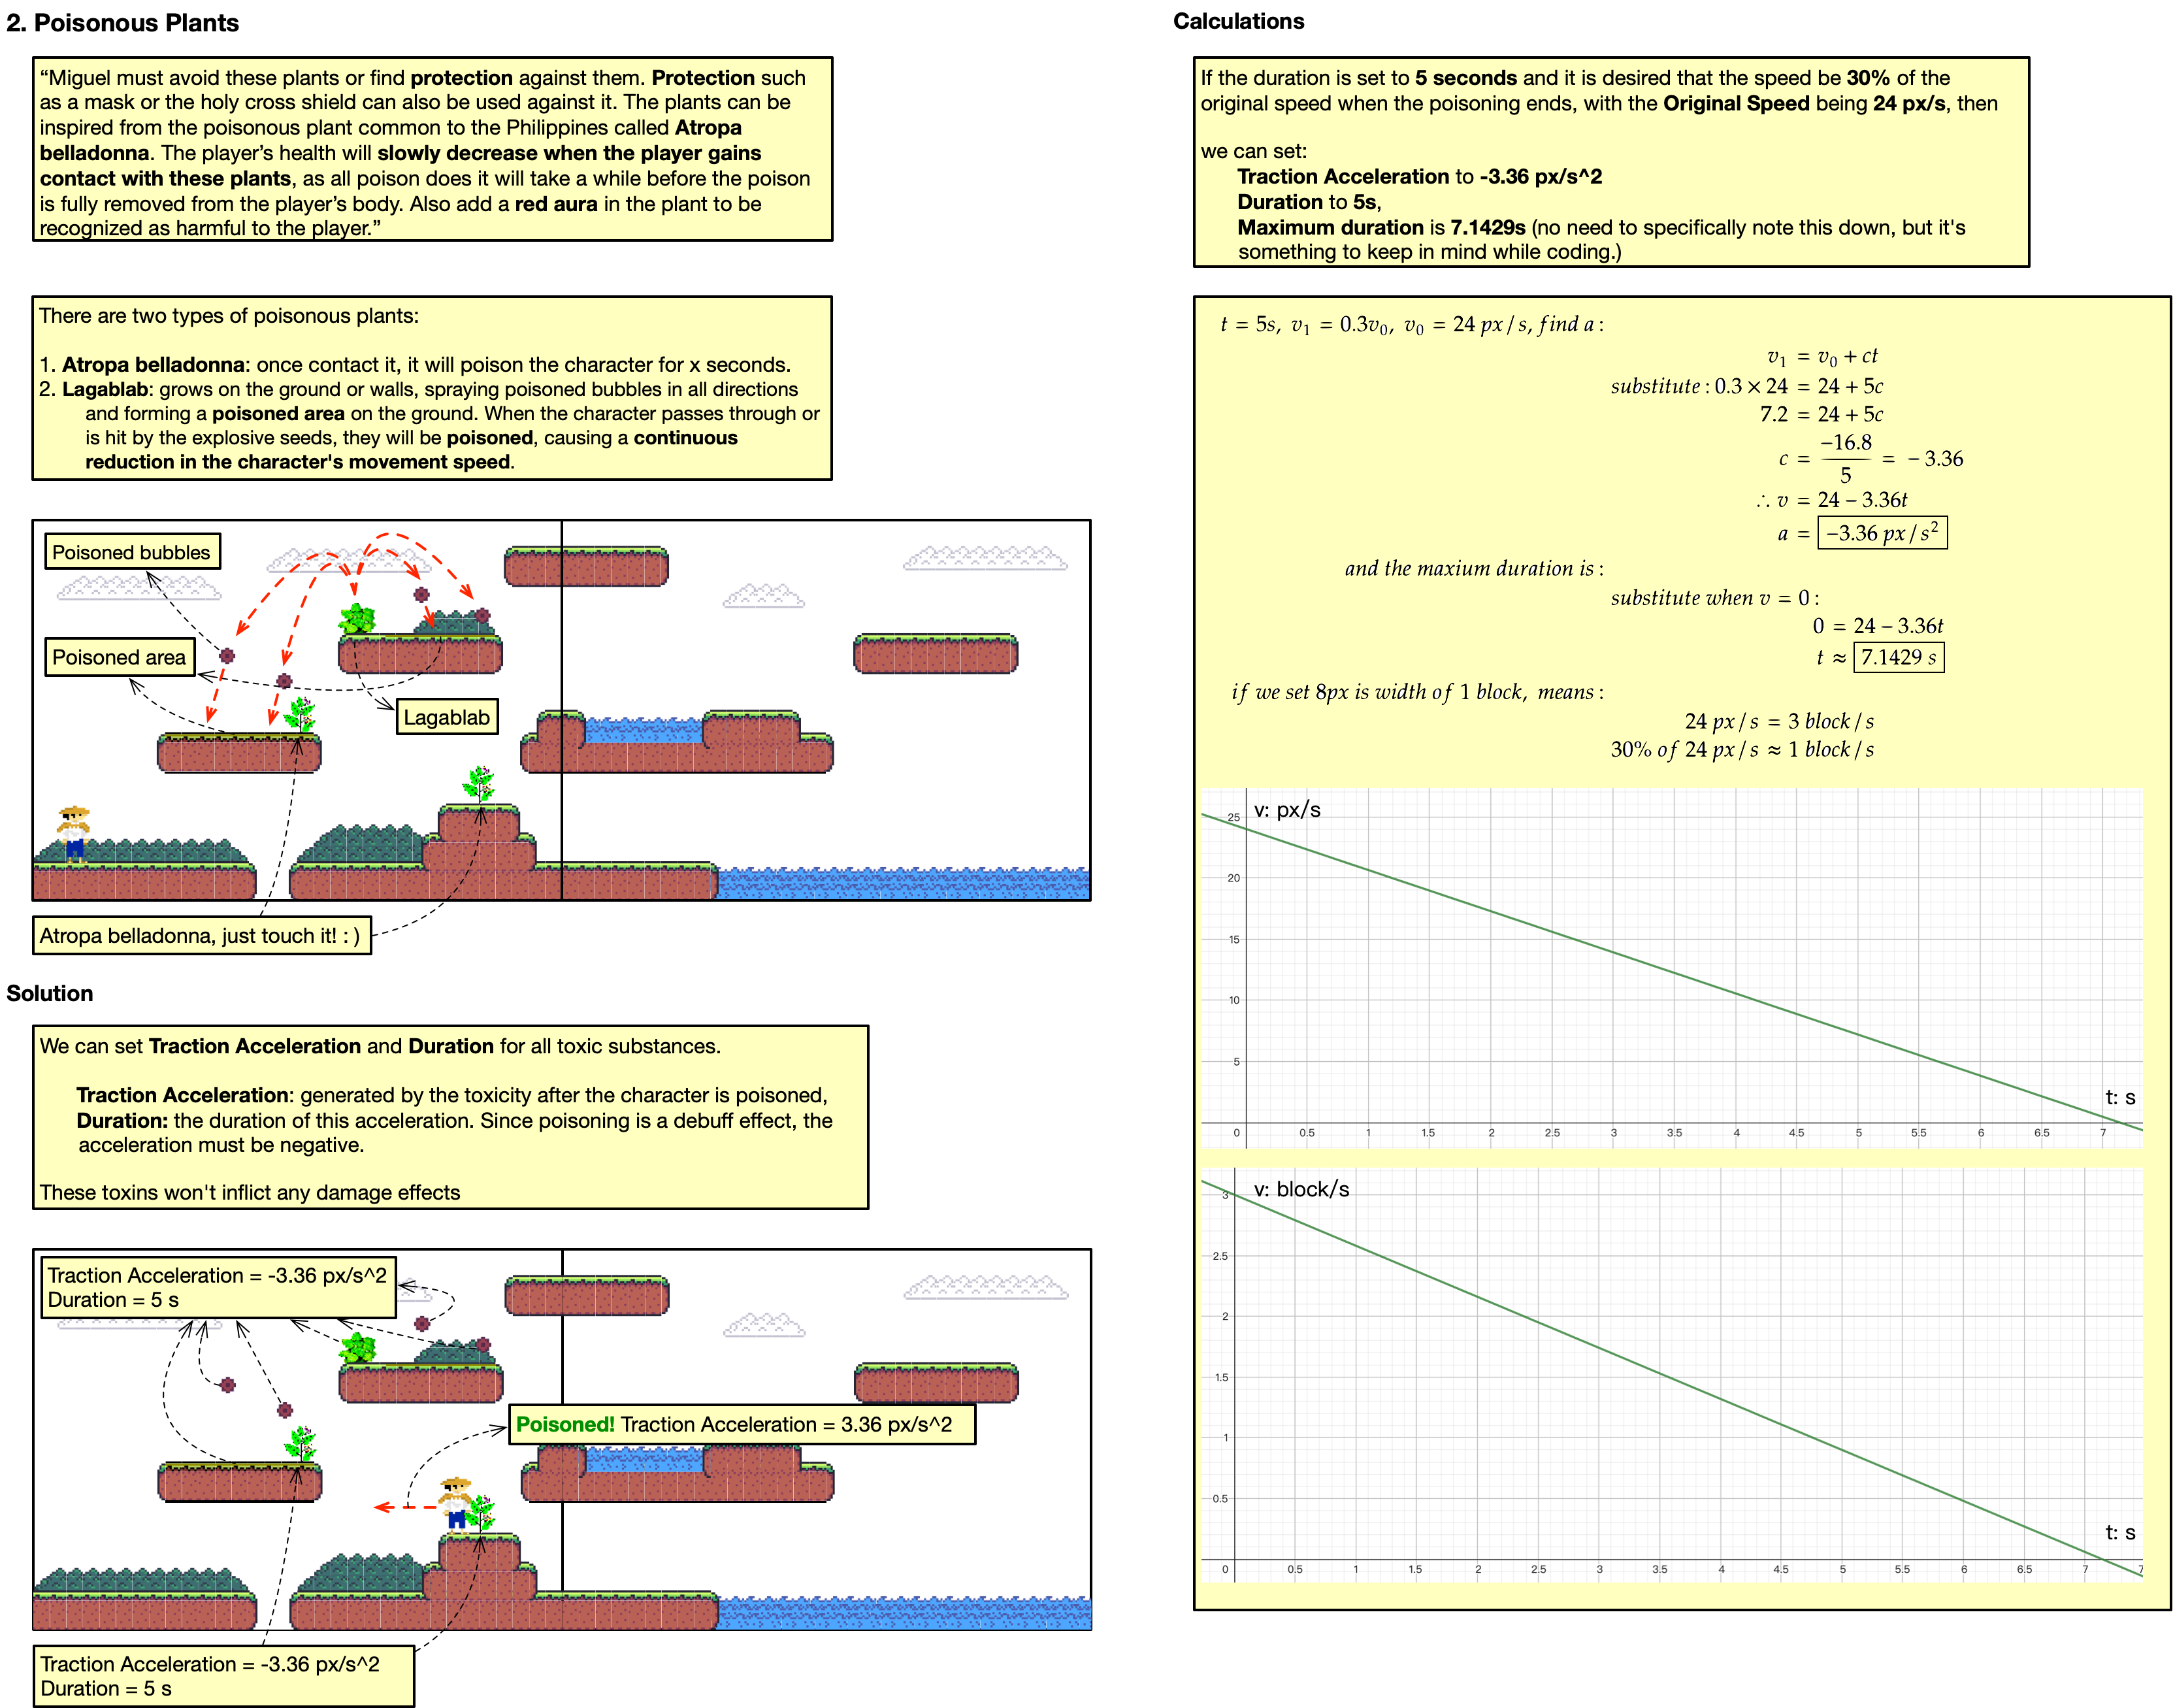 2. Poisonous Plants
“Miguel must avoid these plants or find protection against them. Protection such
as a mask or the holy cross shield can also be used against it. The plants can be
inspired from the poisonous plant common to the Philippines called Atropa
belladonna. The player’s health will slowly decrease when the player gains
contact with these plants, as all poison does it will take a while before the poison
is fully removed from the player’s body. Also add a red aura in the plant to be
recognized as harmful to the player.”
There are two types of poisonous plants:
1. Atropa belladonna: once contact it, it will poison the character for x seconds.
2. Lagablab: grows on the ground or walls, spraying poisoned bubbles in all directions
and forming a poisoned area on the ground. When the character passes through or
is hit by the explosive seeds, they will be poisoned, causing a continuous
reduction in the character's movement speed.
Poisoned bubbles
Poisoned area
Lagablab
Atropa belladonna, just touch it! : )
Solution
We can set Traction Acceleration and Duration for all toxic substances.
Traction Acceleration: generated by the toxicity after the character is poisoned,
Duration: the duration of this acceleration. Since poisoning is a debuff effect, the
acceleration must be negative.
These toxins won't inflict any damage effects
Traction Acceleration = -3.36 px/s^2
Duration = 5 s
Poisoned! Traction Acceleration = 3.36 px/s^2
Traction Acceleration = -3.36 px/s^2
Duration = 5 s
Calculations
If the duration is set to 5 seconds and it is desired that the speed be 30% of the
original speed when the poisoning ends, with the Original Speed being 24 px/s, then
we can set:
Traction Acceleration to -3.36 px/s^2
Duration to 5s,
Maximum duration is 7.1429s (no need to specifically note this down, but it's
something to keep in mind while coding.)
t = 5s, v₁ = 0.3v₀, v₀ = 24 px / s, find a :
v₁ = v₀ + ct
substitute : 0.3 × 24 = 24 + 5c
7.2 = 24 + 5c
c = −16.8 / 5 = − 3.36
∴ v = 24 − 3.36t
a = −3.36 px / s²
and the maxium duration is :
substitute when v = 0 :
0 = 24 − 3.36t
t ≈ 7.1429 s
if we set 8px is width of 1 block, means :
24 px / s = 3 block / s
30% of 24 px / s ≈ 1 block / s
v: px/s
25
20
15
10
5
t: s
0 0.5 1 1.5 2 2.5 3 3.5 4 4.5 5 5.5 6 6.5 7
v: block/s
3
2.5
2
1.5
1
0.5
t: s
0 0.5 1 1.5 2 2.5 3 3.5 4 4.5 5 5.5 6 6.5 7